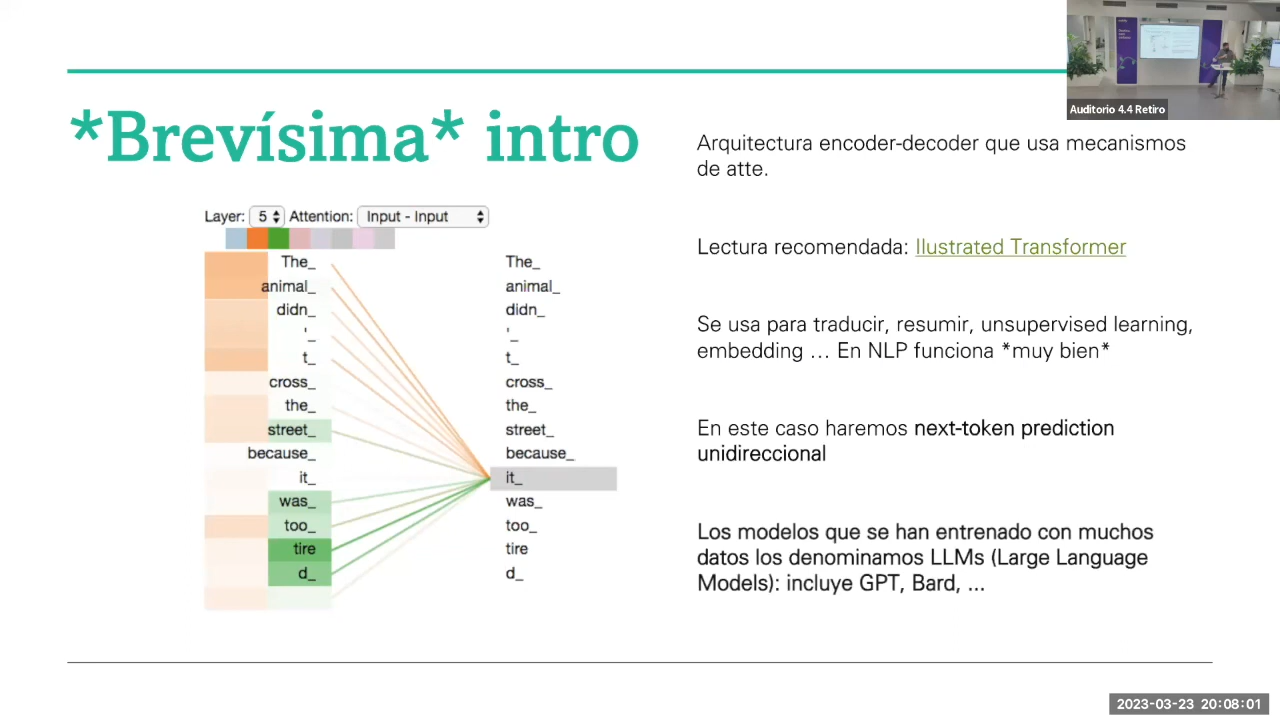 Auditorio 4.4 Retiro
*Brevísima* intro
Layer: 5 Attention: Input - Input
The_ The_
animal_ animal_
didn_ didn_
'_ '_
t_ t_
cross_ cross_
the_ the_
street_ street_
because_ because_
it_ it_
was_ was_
too_ too_
tire tire
d_ d_
Arquitectura encoder-decoder que usa mecanismos
de atte.
Lectura recomendada: Ilustrated Transformer
Se usa para traducir, resumir, unsupervised learning,
embedding … En NLP funciona *muy bien*
En este caso haremos next-token prediction
unidireccional
Los modelos que se han entrenado con muchos
datos los denominamos LLMs (Large Language
Models): incluye GPT, Bard, …
2023-03-23 20:08:01